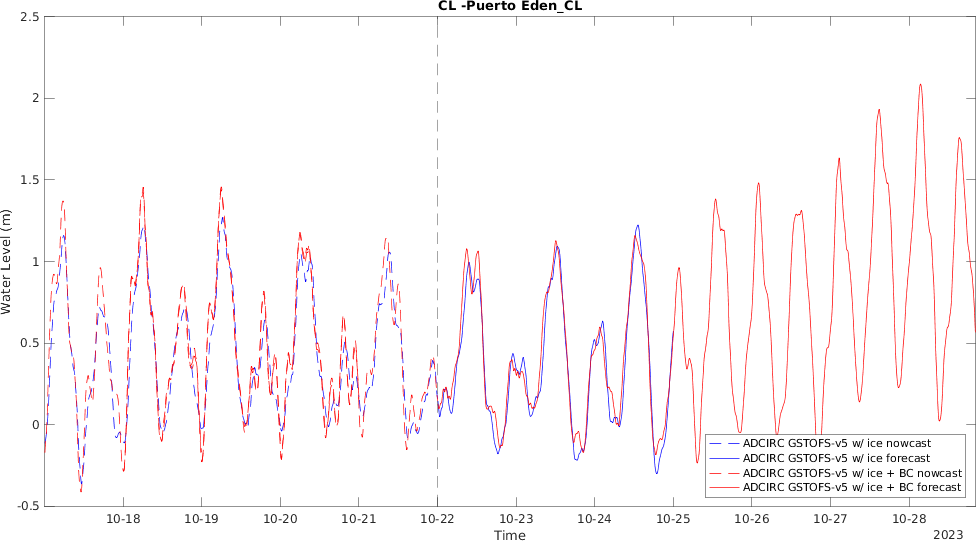 CL -Puerto Eden_CL
2.5
2
1.5
1
0.5
0
-0.5
Water Level (m)
10-18
10-19
10-20
10-21
10-22
10-23
10-24
10-25
10-26
10-27
10-28
Time
2023
ADCIRC GSTOFS-v5 w/ ice nowcast
ADCIRC GSTOFS-v5 w/ ice forecast
ADCIRC GSTOFS-v5 w/ ice + BC nowcast
ADCIRC GSTOFS-v5 w/ ice + BC forecast